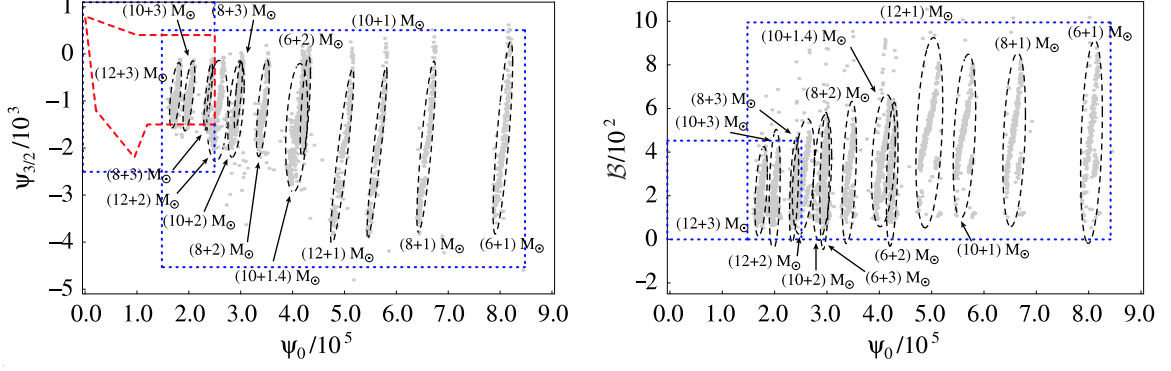 1
0
−1
−2
−3
−4
−5
ψ3/2 /10³
(10+3) M⊙
(8+3) M⊙
(10+1) M⊙
(6+2) M⊙
(12+3) M⊙
(8+3) M⊙
(12+2) M⊙
(10+2) M⊙
(8+2) M⊙
(10+1.4) M⊙
(12+1) M⊙
(8+1) M⊙
(6+1) M⊙
0.0 1.0 2.0 3.0 4.0 5.0 6.0 7.0 8.0 9.0
ψ0 /10⁵
10
8
6
4
2
0
−2
ℬ/10²
(12+1) M⊙
(6+1) M⊙
(10+1.4) M⊙
(8+1) M⊙
(8+2) M⊙
(8+3) M⊙
(10+3) M⊙
(12+3) M⊙
(12+2) M⊙
(10+2) M⊙
(6+3) M⊙
(6+2) M⊙
(10+1) M⊙
0.0 1.0 2.0 3.0 4.0 5.0 6.0 7.0 8.0 9.0
ψ0 /10⁵